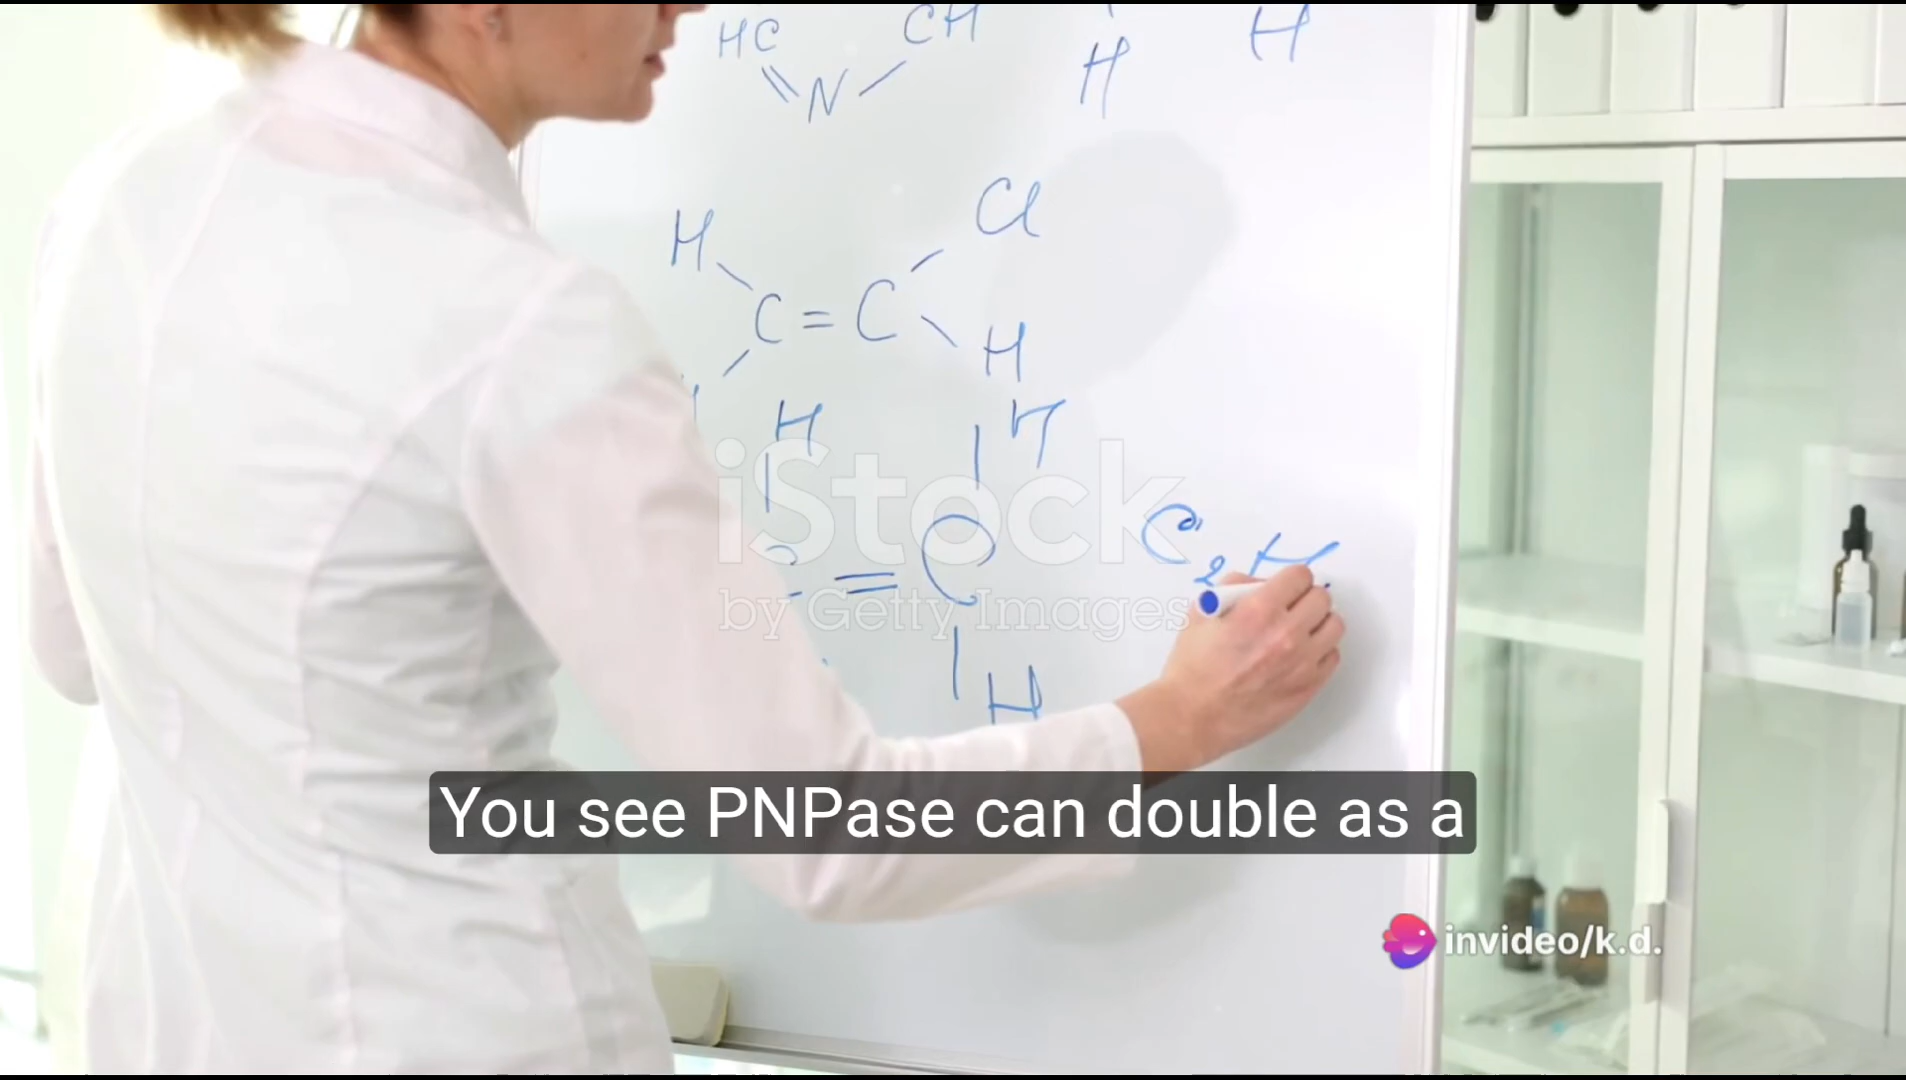 HC CH H
N H
H Cl
C = C
H
H
C
C2H
H
iStock
by Getty Images
You see PNPase can double as a
invideo/k.d.